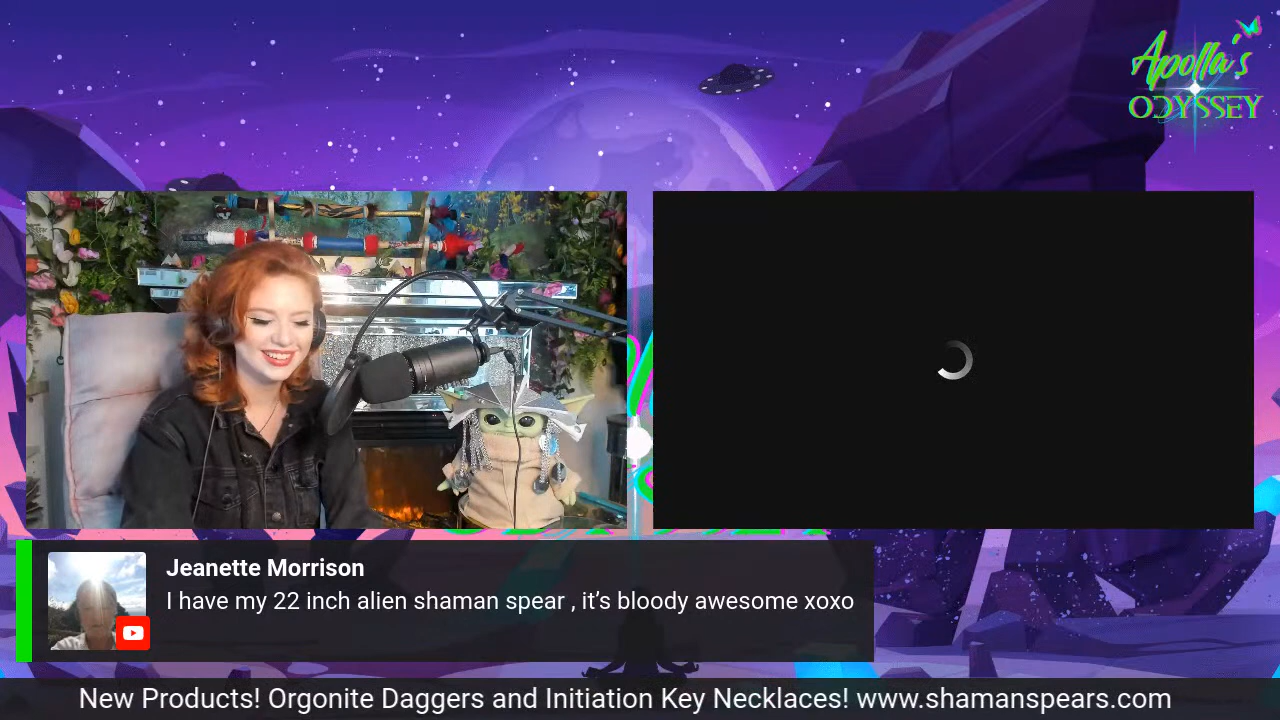 Apolla's
ODYSSEY
Jeanette Morrison
I have my 22 inch alien shaman spear , it’s bloody awesome xoxo
New Products! Orgonite Daggers and Initiation Key Necklaces! www.shamanspears.com